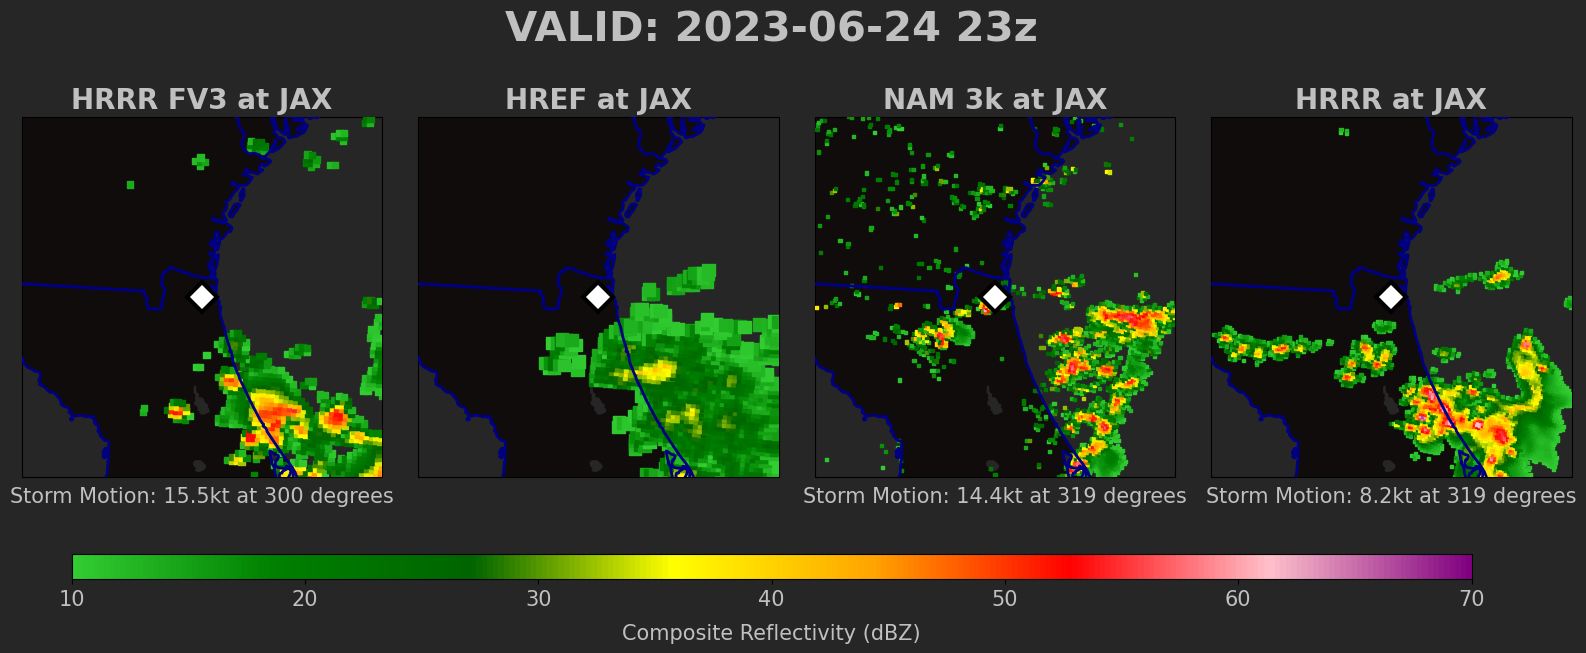 VALID: 2023-06-24 23z
HRRR FV3 at JAX
HREF at JAX
NAM 3k at JAX
HRRR at JAX
Storm Motion: 15.5kt at 300 degrees
Storm Motion: 14.4kt at 319 degrees
Storm Motion: 8.2kt at 319 degrees
10 20 30 40 50 60 70
Composite Reflectivity (dBZ)